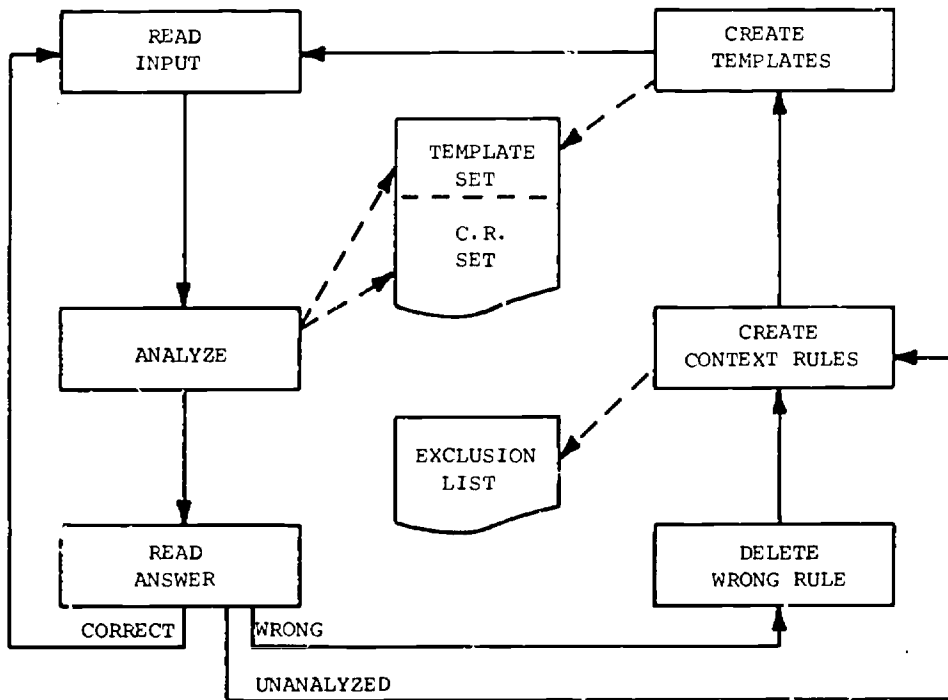 READ
INPUT
CREATE
TEMPLATES
TEMPLATE
SET
C.R.
SET
ANALYZE
CREATE
CONTEXT RULES
EXCLUSION
LIST
READ
ANSWER
DELETE
WRONG RULE
CORRECT
WRONG
UNANALYZED